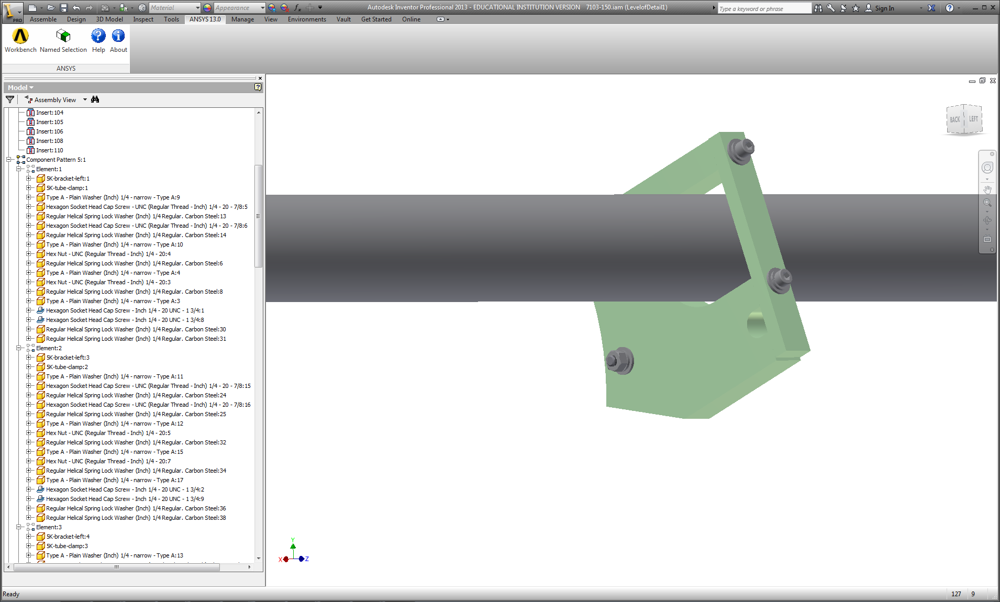 Material
Appearance
Autodesk Inventor Professional 2013 - EDUCATIONAL INSTITUTION VERSION 7103-150.iam (LevelofDetail1)
Type a keyword or phrase
Sign In
PRO
Assemble Design 3D Model Inspect Tools ANSYS 13.0 Manage View Environments Vault Get Started Online
Workbench Named Selection Help About
ANSYS
Model
Assembly View
Insert:104
Insert:105
Insert:106
Insert:108
Insert:110
Component Pattern 5:1
Element:1
5K-bracket-left:1
5K-tube-clamp:1
Type A - Plain Washer (Inch) 1/4 - narrow - Type A:9
Hexagon Socket Head Cap Screw - UNC (Regular Thread - Inch) 1/4 - 20 - 7/8:5
Regular Helical Spring Lock Washer (Inch) 1/4 Regular. Carbon Steel:13
Hexagon Socket Head Cap Screw - UNC (Regular Thread - Inch) 1/4 - 20 - 7/8:6
Regular Helical Spring Lock Washer (Inch) 1/4 Regular. Carbon Steel:14
Type A - Plain Washer (Inch) 1/4 - narrow - Type A:10
Hex Nut - UNC (Regular Thread - Inch) 1/4 - 20:4
Regular Helical Spring Lock Washer (Inch) 1/4 Regular. Carbon Steel:6
Type A - Plain Washer (Inch) 1/4 - narrow - Type A:4
Hex Nut - UNC (Regular Thread - Inch) 1/4 - 20:3
Regular Helical Spring Lock Washer (Inch) 1/4 Regular. Carbon Steel:8
Type A - Plain Washer (Inch) 1/4 - narrow - Type A:3
Hexagon Socket Head Cap Screw - Inch 1/4 - 20 UNC - 1 3/4:1
Hexagon Socket Head Cap Screw - Inch 1/4 - 20 UNC - 1 3/4:8
Regular Helical Spring Lock Washer (Inch) 1/4 Regular. Carbon Steel:30
Regular Helical Spring Lock Washer (Inch) 1/4 Regular. Carbon Steel:31
Element:2
5K-bracket-left:3
5K-tube-clamp:2
Type A - Plain Washer (Inch) 1/4 - narrow - Type A:11
Hexagon Socket Head Cap Screw - UNC (Regular Thread - Inch) 1/4 - 20 - 7/8:15
Regular Helical Spring Lock Washer (Inch) 1/4 Regular. Carbon Steel:24
Hexagon Socket Head Cap Screw - UNC (Regular Thread - Inch) 1/4 - 20 - 7/8:16
Regular Helical Spring Lock Washer (Inch) 1/4 Regular. Carbon Steel:25
Type A - Plain Washer (Inch) 1/4 - narrow - Type A:12
Hex Nut - UNC (Regular Thread - Inch) 1/4 - 20:5
Regular Helical Spring Lock Washer (Inch) 1/4 Regular. Carbon Steel:32
Type A - Plain Washer (Inch) 1/4 - narrow - Type A:15
Hex Nut - UNC (Regular Thread - Inch) 1/4 - 20:7
Regular Helical Spring Lock Washer (Inch) 1/4 Regular. Carbon Steel:34
Type A - Plain Washer (Inch) 1/4 - narrow - Type A:17
Hexagon Socket Head Cap Screw - Inch 1/4 - 20 UNC - 1 3/4:2
Hexagon Socket Head Cap Screw - Inch 1/4 - 20 UNC - 1 3/4:9
Regular Helical Spring Lock Washer (Inch) 1/4 Regular. Carbon Steel:36
Regular Helical Spring Lock Washer (Inch) 1/4 Regular. Carbon Steel:38
Element:3
5K-bracket-left:4
5K-tube-clamp:3
Type A - Plain Washer (Inch) 1/4 - narrow - Type A:13
BACK LEFT
Y
X Z
Ready
127 9